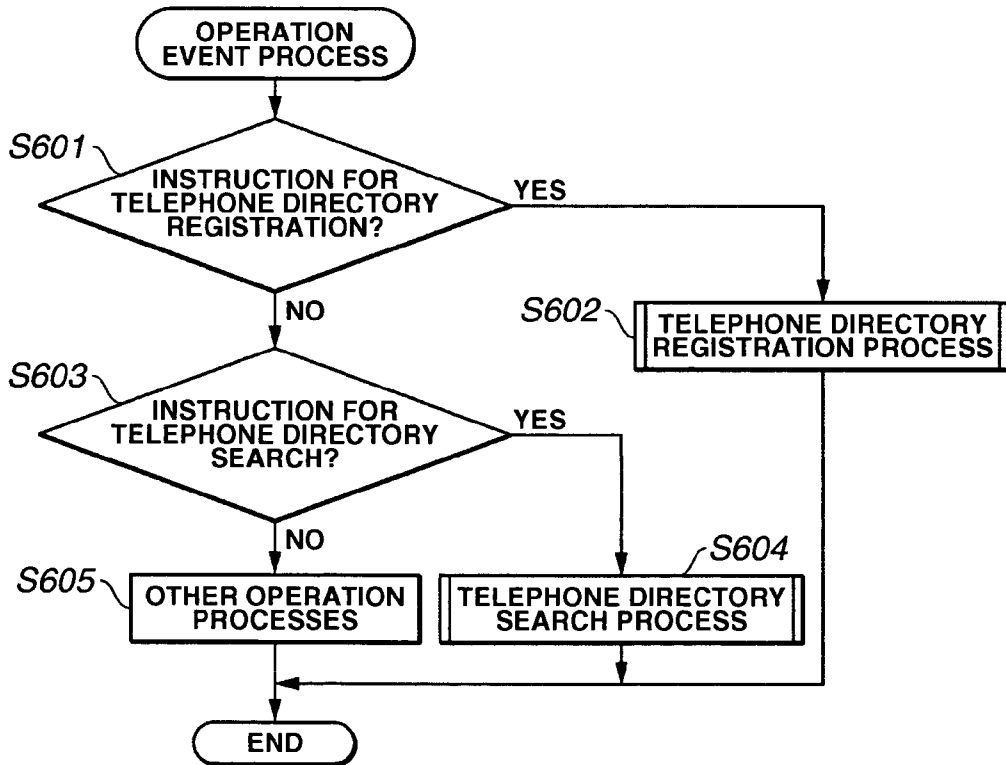 OPERATION
EVENT PROCESS
S601
INSTRUCTION FOR
TELEPHONE DIRECTORY
REGISTRATION?
YES
NO
S602
TELEPHONE DIRECTORY
REGISTRATION PROCESS
S603
INSTRUCTION FOR
TELEPHONE DIRECTORY
SEARCH?
YES
NO
S604
S605
OTHER OPERATION
PROCESSES
TELEPHONE DIRECTORY
SEARCH PROCESS
END